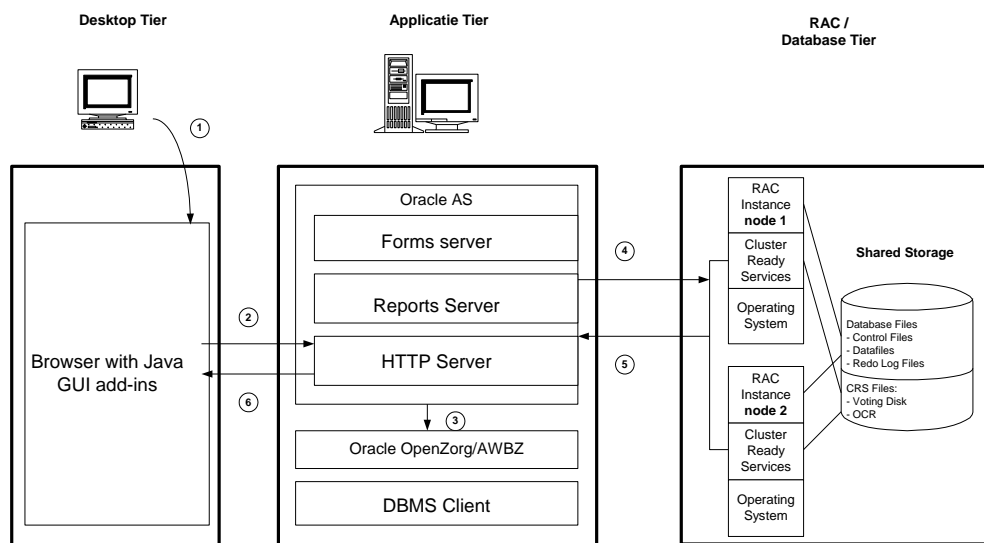 Desktop Tier
Applicatie Tier
RAC /
Database Tier
1
Browser with Java
GUI add-ins
2
6
Oracle AS
Forms server
Reports Server
HTTP Server
3
Oracle OpenZorg/AWBZ
DBMS Client
4
5
RAC
Instance
node 1
Cluster
Ready
Services
Operating
System
RAC
Instance
node 2
Cluster
Ready
Services
Operating
System
Shared Storage
Database Files
- Control Files
- Datafiles
- Redo Log Files
CRS Files:
- Voting Disk
- OCR